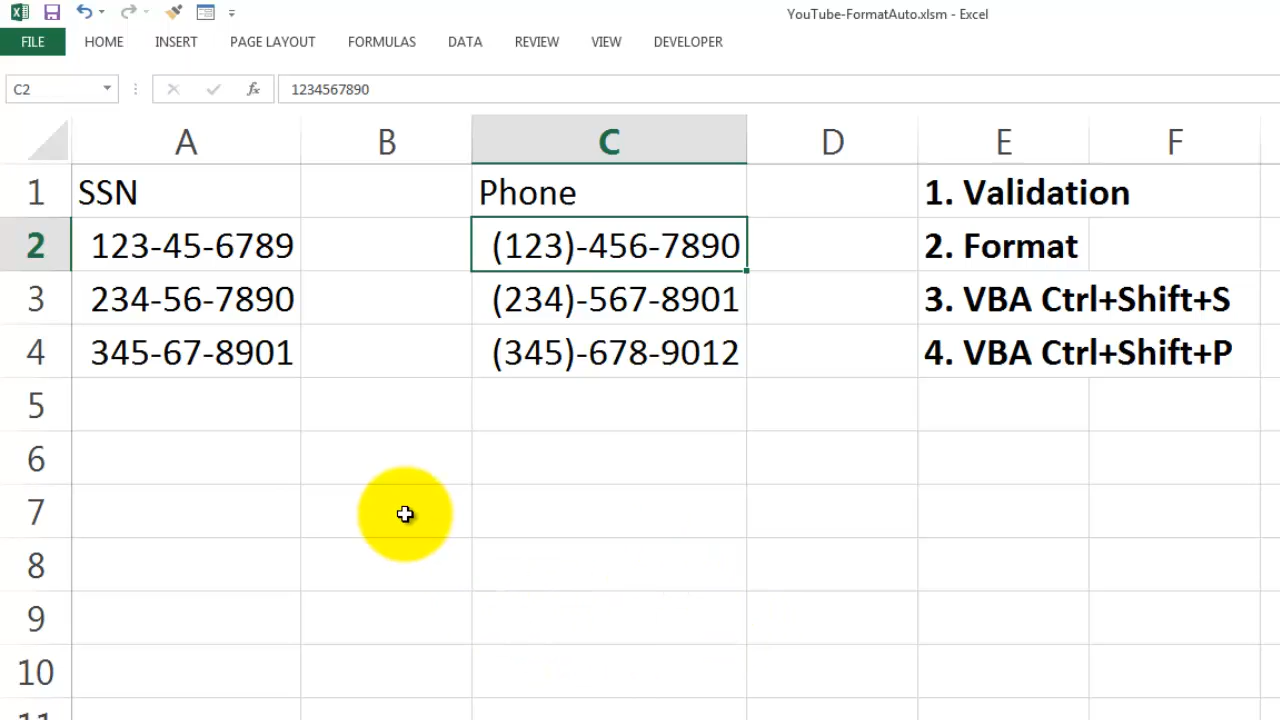 YouTube-FormatAuto.xlsm - Excel
FILE HOME INSERT PAGE LAYOUT FORMULAS DATA REVIEW VIEW DEVELOPER
C2 fx 1234567890
A B C D E F
1 SSN Phone 1. Validation
2 123-45-6789 (123)-456-7890 2. Format
3 234-56-7890 (234)-567-8901 3. VBA Ctrl+Shift+S
4 345-67-8901 (345)-678-9012 4. VBA Ctrl+Shift+P
5
6
7
8
9
10
11